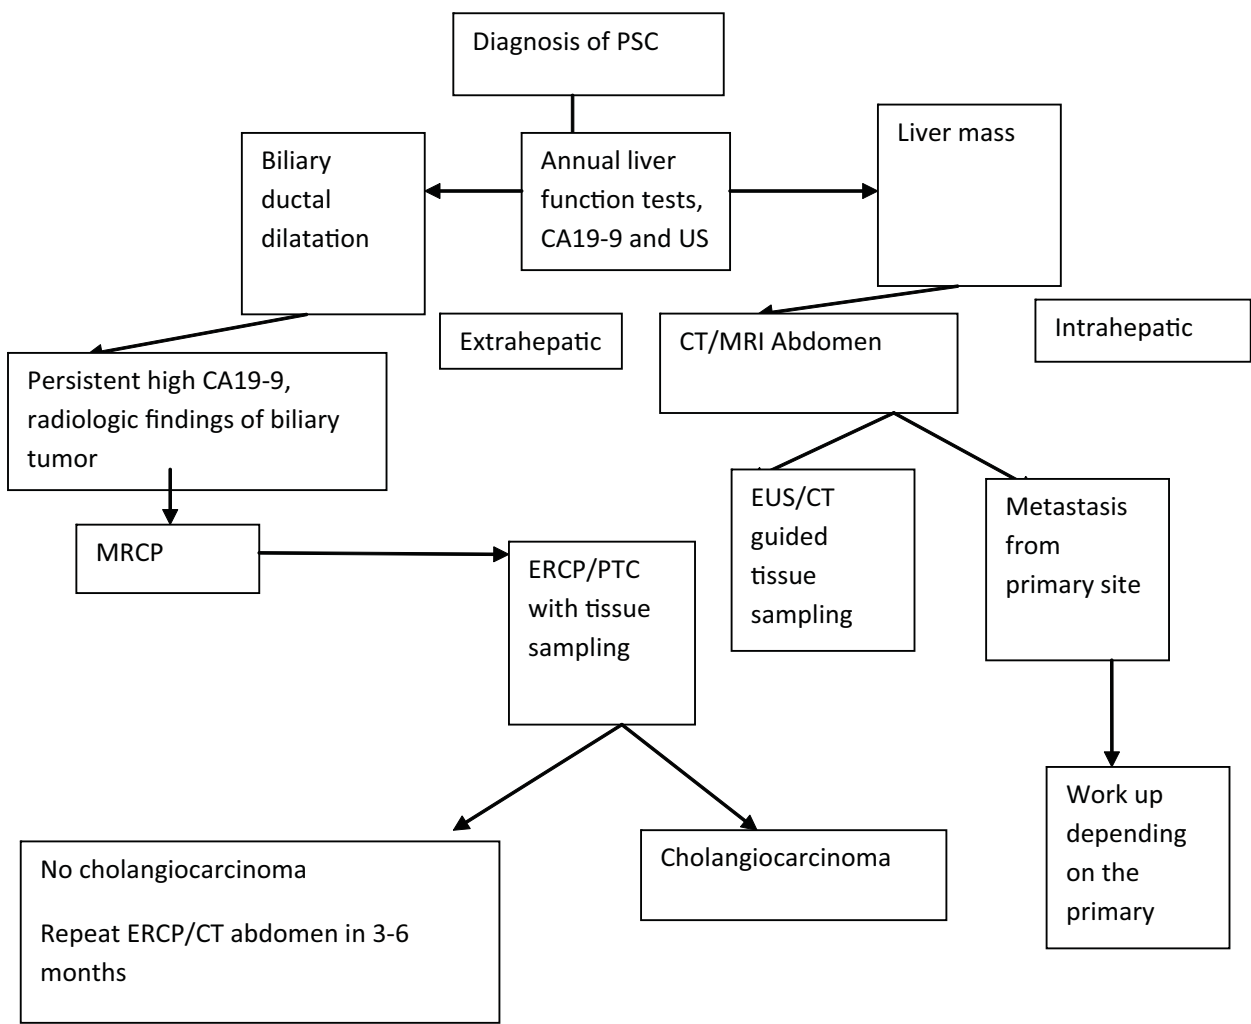 Diagnosis of PSC
Biliary
ductal
dilatation
Annual liver
function tests,
CA19-9 and US
Liver mass
Extrahepatic
CT/MRI Abdomen
Intrahepatic
Persistent high CA19-9,
radiologic findings of biliary
tumor
MRCP
ERCP/PTC
with tissue
sampling
EUS/CT
guided
tissue
sampling
Metastasis
from
primary site
No cholangiocarcinoma
Repeat ERCP/CT abdomen in 3-6
months
Cholangiocarcinoma
Work up
depending
on the
primary